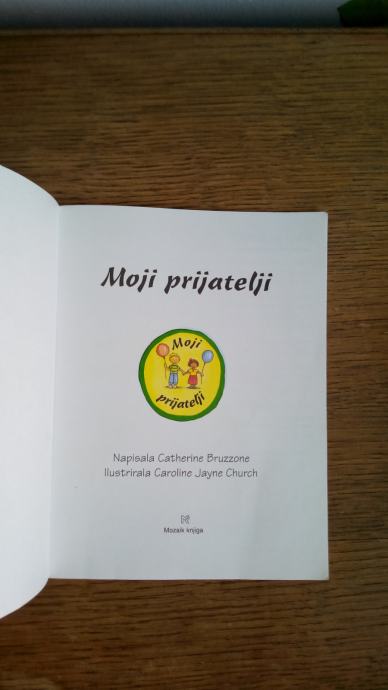 Moji prijatelji
Moji
prijatelji
Napisala Catherine Bruzzone
Ilustrirala Caroline Jayne Church
Mozaik knjiga